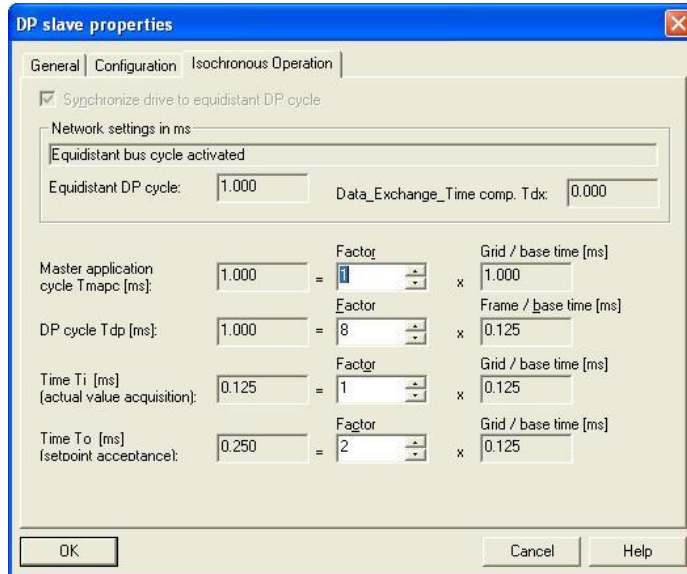 DP slave properties
General Configuration Isochronous Operation
Synchronize drive to equidistant DP cycle
Network settings in ms
Equidistant bus cycle activated
Equidistant DP cycle: 1.000 Data_Exchange_Time comp. Tdx: 0.000
Factor Grid / base time [ms]
Master application
cycle Tmapc [ms]: 1.000 = 1 x 1.000
Factor Frame / base time [ms]
DP cycle Tdp [ms]: 1.000 = 8 x 0.125
Factor Grid / base time [ms]
Time Ti [ms]
(actual value acquisition): 0.125 = 1 x 0.125
Factor Grid / base time [ms]
Time To [ms]
(setpoint acceptance): 0.250 = 2 x 0.125
OK Cancel Help